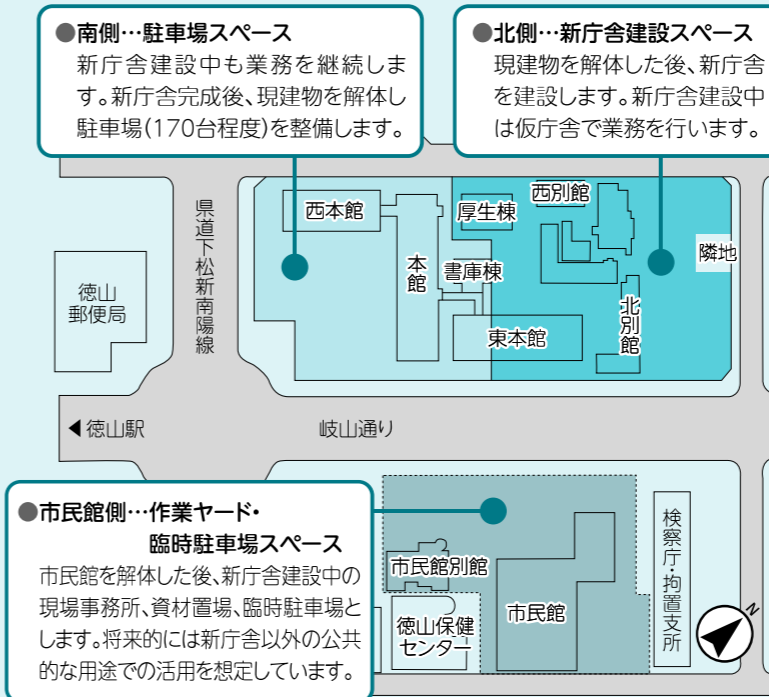 ●南側…駐車場スペース
新庁舎建設中も業務を継続しま
す。新庁舎完成後、現建物を解体し
駐車場(170台程度)を整備します。
●北側…新庁舎建設スペース
現建物を解体した後、新庁舎
を建設します。新庁舎建設中
は仮庁舎で業務を行います。
県道下松新南陽線
西本館
本館
厚生棟
書庫棟
西別館
東本館
北別館
隣地
徳山
郵便局
◀徳山駅
岐山通り
●市民館側…作業ヤード・
臨時駐車場スペース
市民館を解体した後、新庁舎建設中の
現場事務所、資材置場、臨時駐車場と
します。将来的には新庁舎以外の公共
的な用途での活用を想定しています。
市民館別館
徳山保健
センター
市民館
検察庁・拘置支所
N